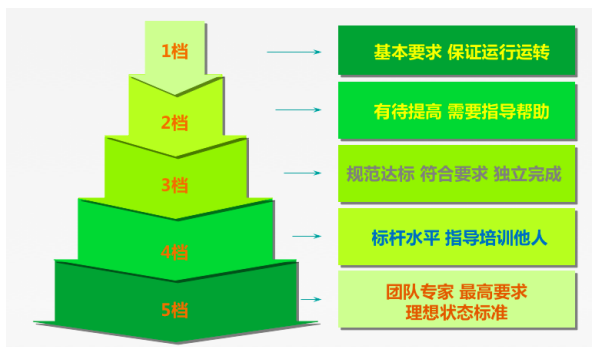 1档
基本要求 保证运行运转
2档
有待提高 需要指导帮助
3档
规范达标 符合要求 独立完成
4档
标杆水平 指导培训他人
5档
团队专家 最高要求
理想状态标准